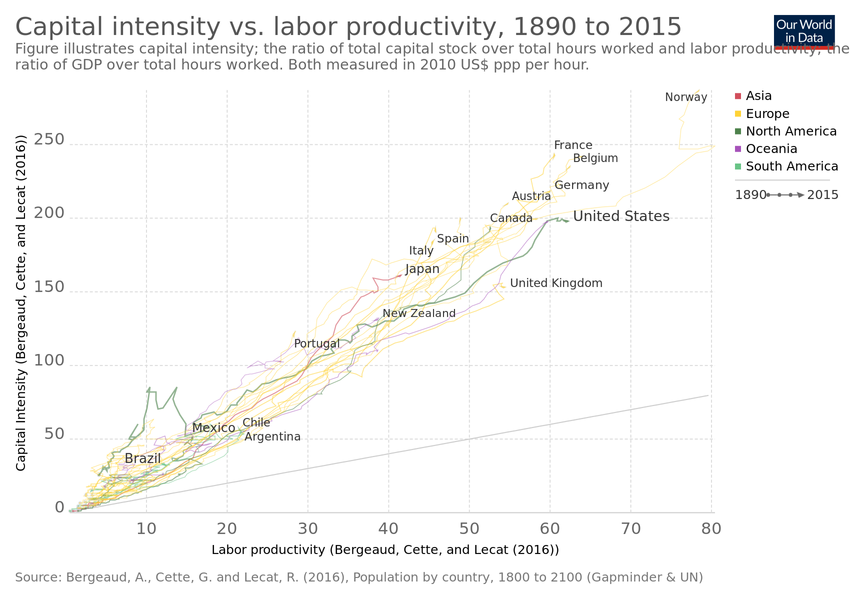 Capital intensity vs. labor productivity, 1890 to 2015
Our World
in Data
Figure illustrates capital intensity; the ratio of total capital stock over total hours worked and labor productivity; the
ratio of GDP over total hours worked. Both measured in 2010 US$ ppp per hour.
Norway
Asia
Europe
North America
Oceania
South America
1890
2015
250
France
Belgium
Germany
Austria
200
Canada
United States
Spain
Italy
Japan
150
United Kingdom
New Zealand
Portugal
100
Mexico
Chile
Argentina
50
Brazil
0
10
20
30
40
50
60
70
80
Capital Intensity (Bergeaud, Cette, and Lecat (2016))
Labor productivity (Bergeaud, Cette, and Lecat (2016))
Source: Bergeaud, A., Cette, G. and Lecat, R. (2016), Population by country, 1800 to 2100 (Gapminder & UN)